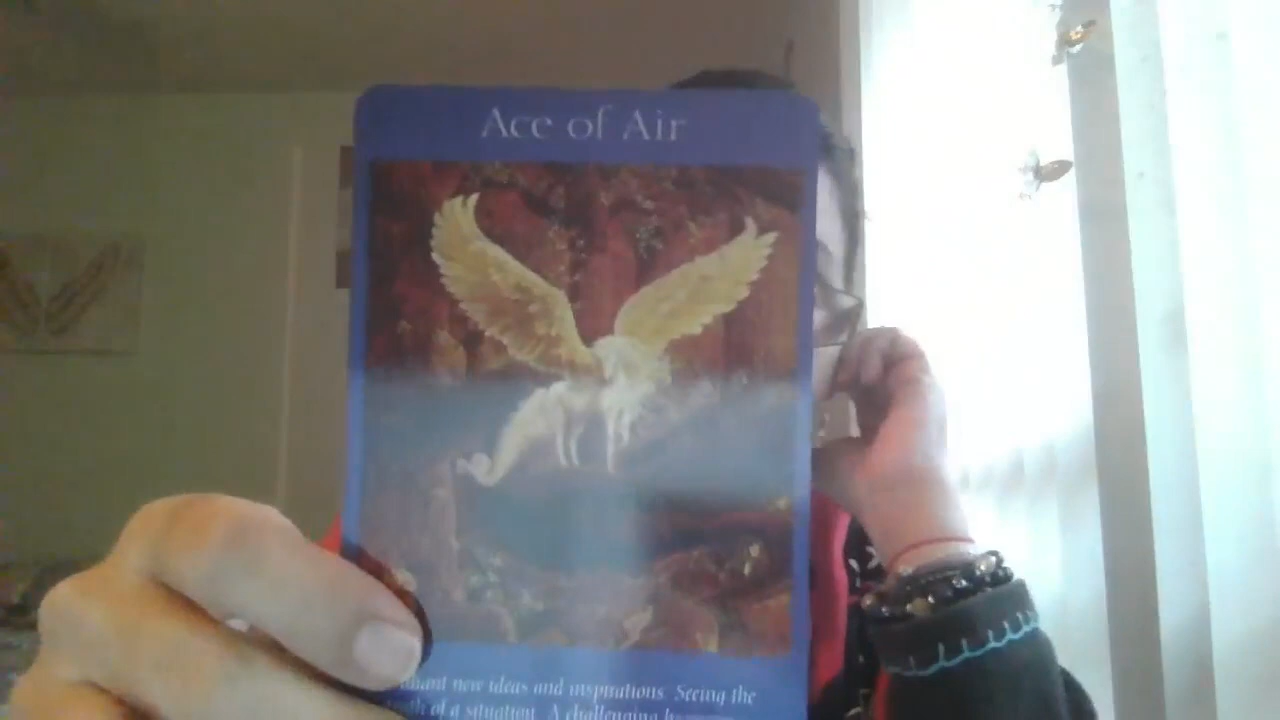 Ace of Air
new ideas and inspirations. Seeing the
of a situation. A challenging